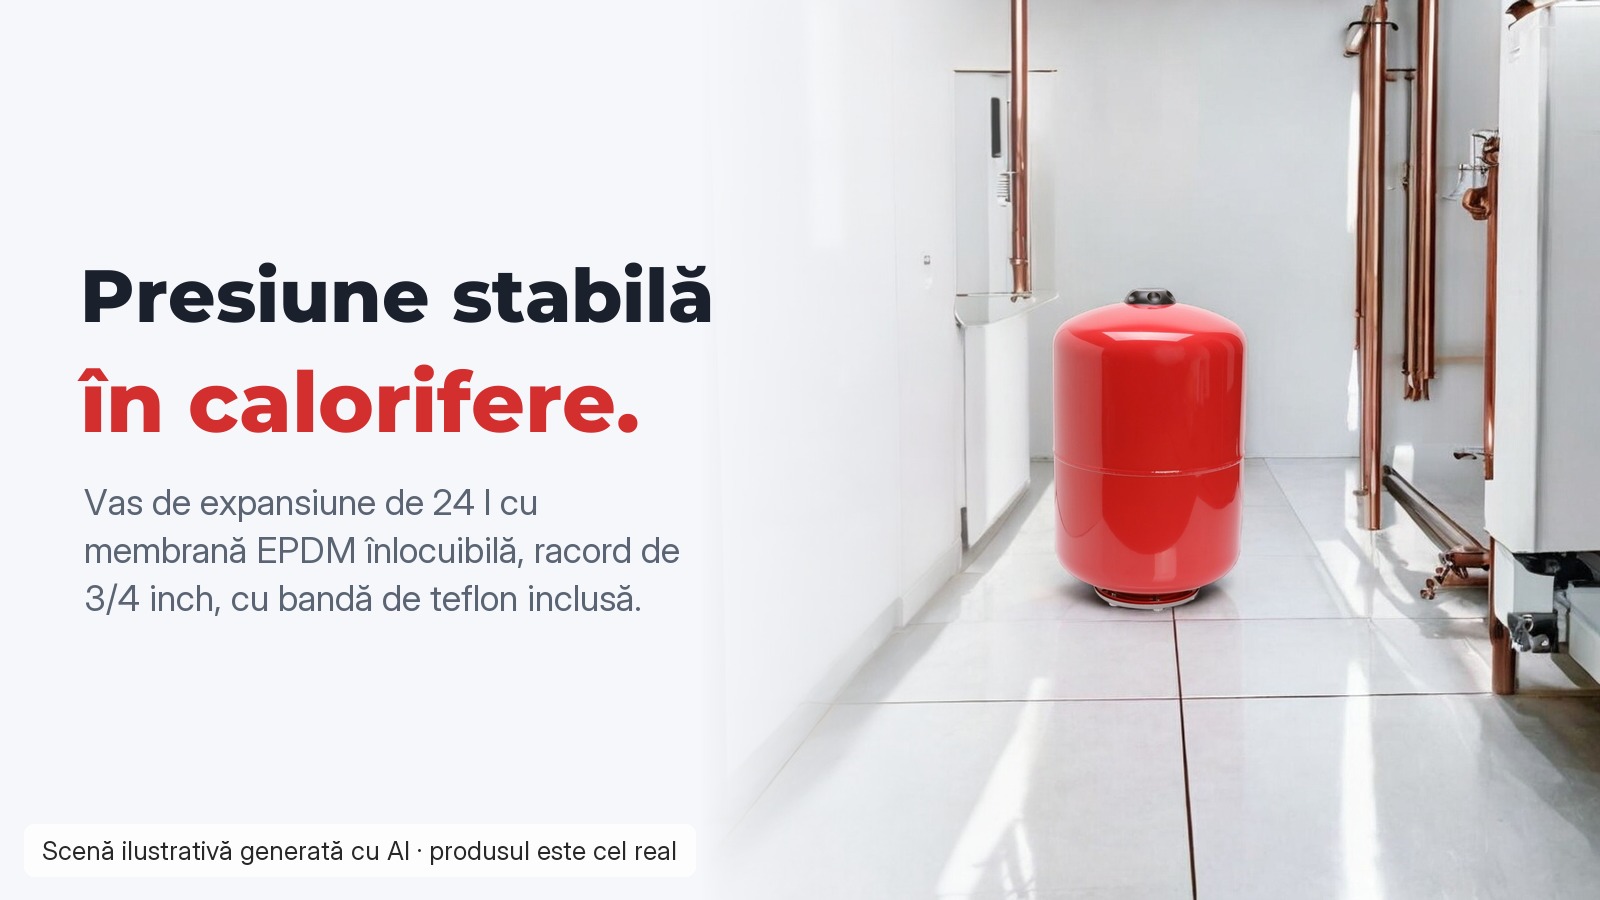 Presiune stabilă
în calorifere.
Vas de expansiune de 24 l cu
membrană EPDM înlocuibilă, racord de
3/4 inch, cu bandă de teflon inclusă.
Scenă ilustrativă generată cu AI · produsul este cel real